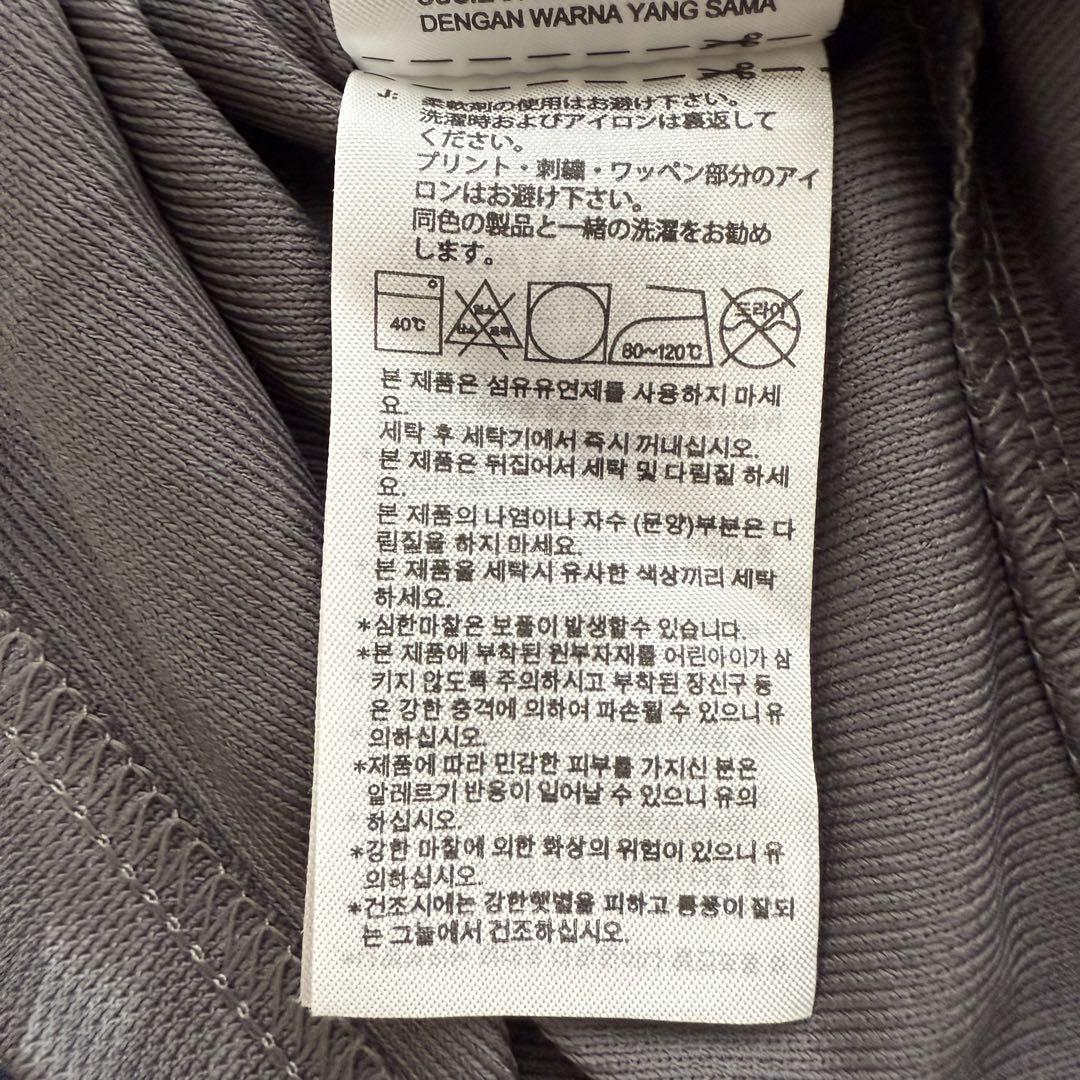 DENGAN WARNA YANG SAMA
J:
柔軟剤の使用はお避け下さい。
洗濯時およびアイロンは裏返して
ください。
プリント・刺繍・ワッペン部分のアイ
ロンはお避け下さい。
同色の製品と一緒の洗濯をお勧め
します。
40℃ 80~120℃ 드라이
본 제품은 섬유유연제를 사용하지 마세
요.
세탁 후 세탁기에서 즉시 꺼내십시오.
본 제품은 뒤집어서 세탁 및 다림질 하세
요.
본 제품의 나염이나 자수 (문양)부분은 다
림질을 하지 마세요.
본 제품을 세탁시 유사한 색상끼리 세탁
하세요.
*심한마찰은 보풀이 발생할수 있습니다.
*본 제품에 부착된 원부자재를 어린아이가 삼
키지 않도록 주의하시고 부착된 장신구 등
은 강한 충격에 의하여 파손될 수 있으니 유
의하십시오.
*제품에 따라 민감한 피부를 가지신 분은
알레르기 반응이 일어날 수 있으니 유의
하십시오.
*강한 마찰에 의한 화상의 위험이 있으니 유
의하십시오.
*건조시에는 강한햇볕을 피하고 통풍이 잘되
는 그늘에서 건조하십시오.